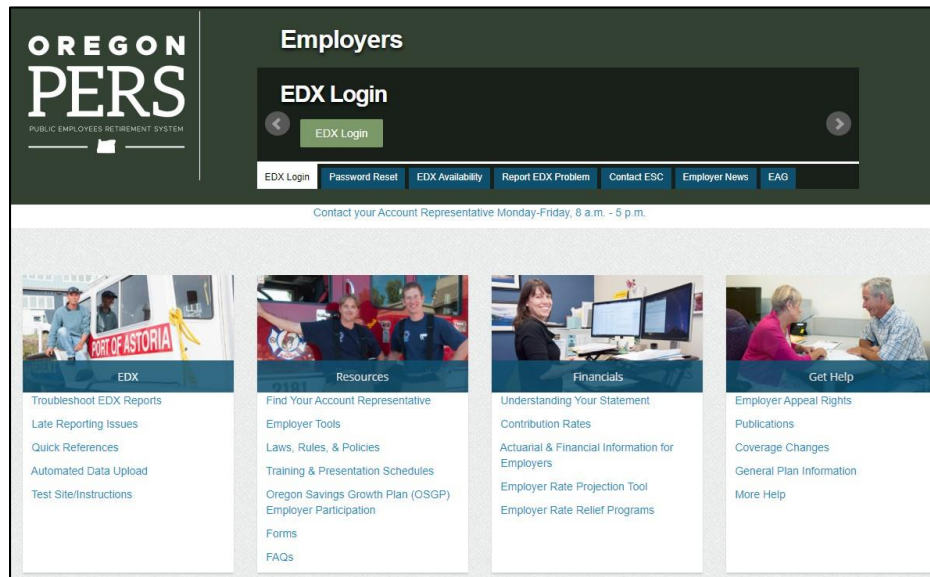 OREGON
PERS
PUBLIC EMPLOYEES RETIREMENT SYSTEM
Employers
EDX Login
EDX Login
EDX Login
Password Reset
EDX Availability
Report EDX Problem
Contact ESC
Employer News
EAG
Contact your Account Representative Monday-Friday, 8 a.m. - 5 p.m.
PORT OF ASTORIA
EDX
Troubleshoot EDX Reports
Late Reporting Issues
Quick References
Automated Data Upload
Test Site/Instructions
2181
Resources
Find Your Account Representative
Employer Tools
Laws, Rules, & Policies
Training & Presentation Schedules
Oregon Savings Growth Plan (OSGP)
Employer Participation
Forms
FAQs
Financials
Understanding Your Statement
Contribution Rates
Actuarial & Financial Information for
Employers
Employer Rate Projection Tool
Employer Rate Relief Programs
Get Help
Employer Appeal Rights
Publications
Coverage Changes
General Plan Information
More Help